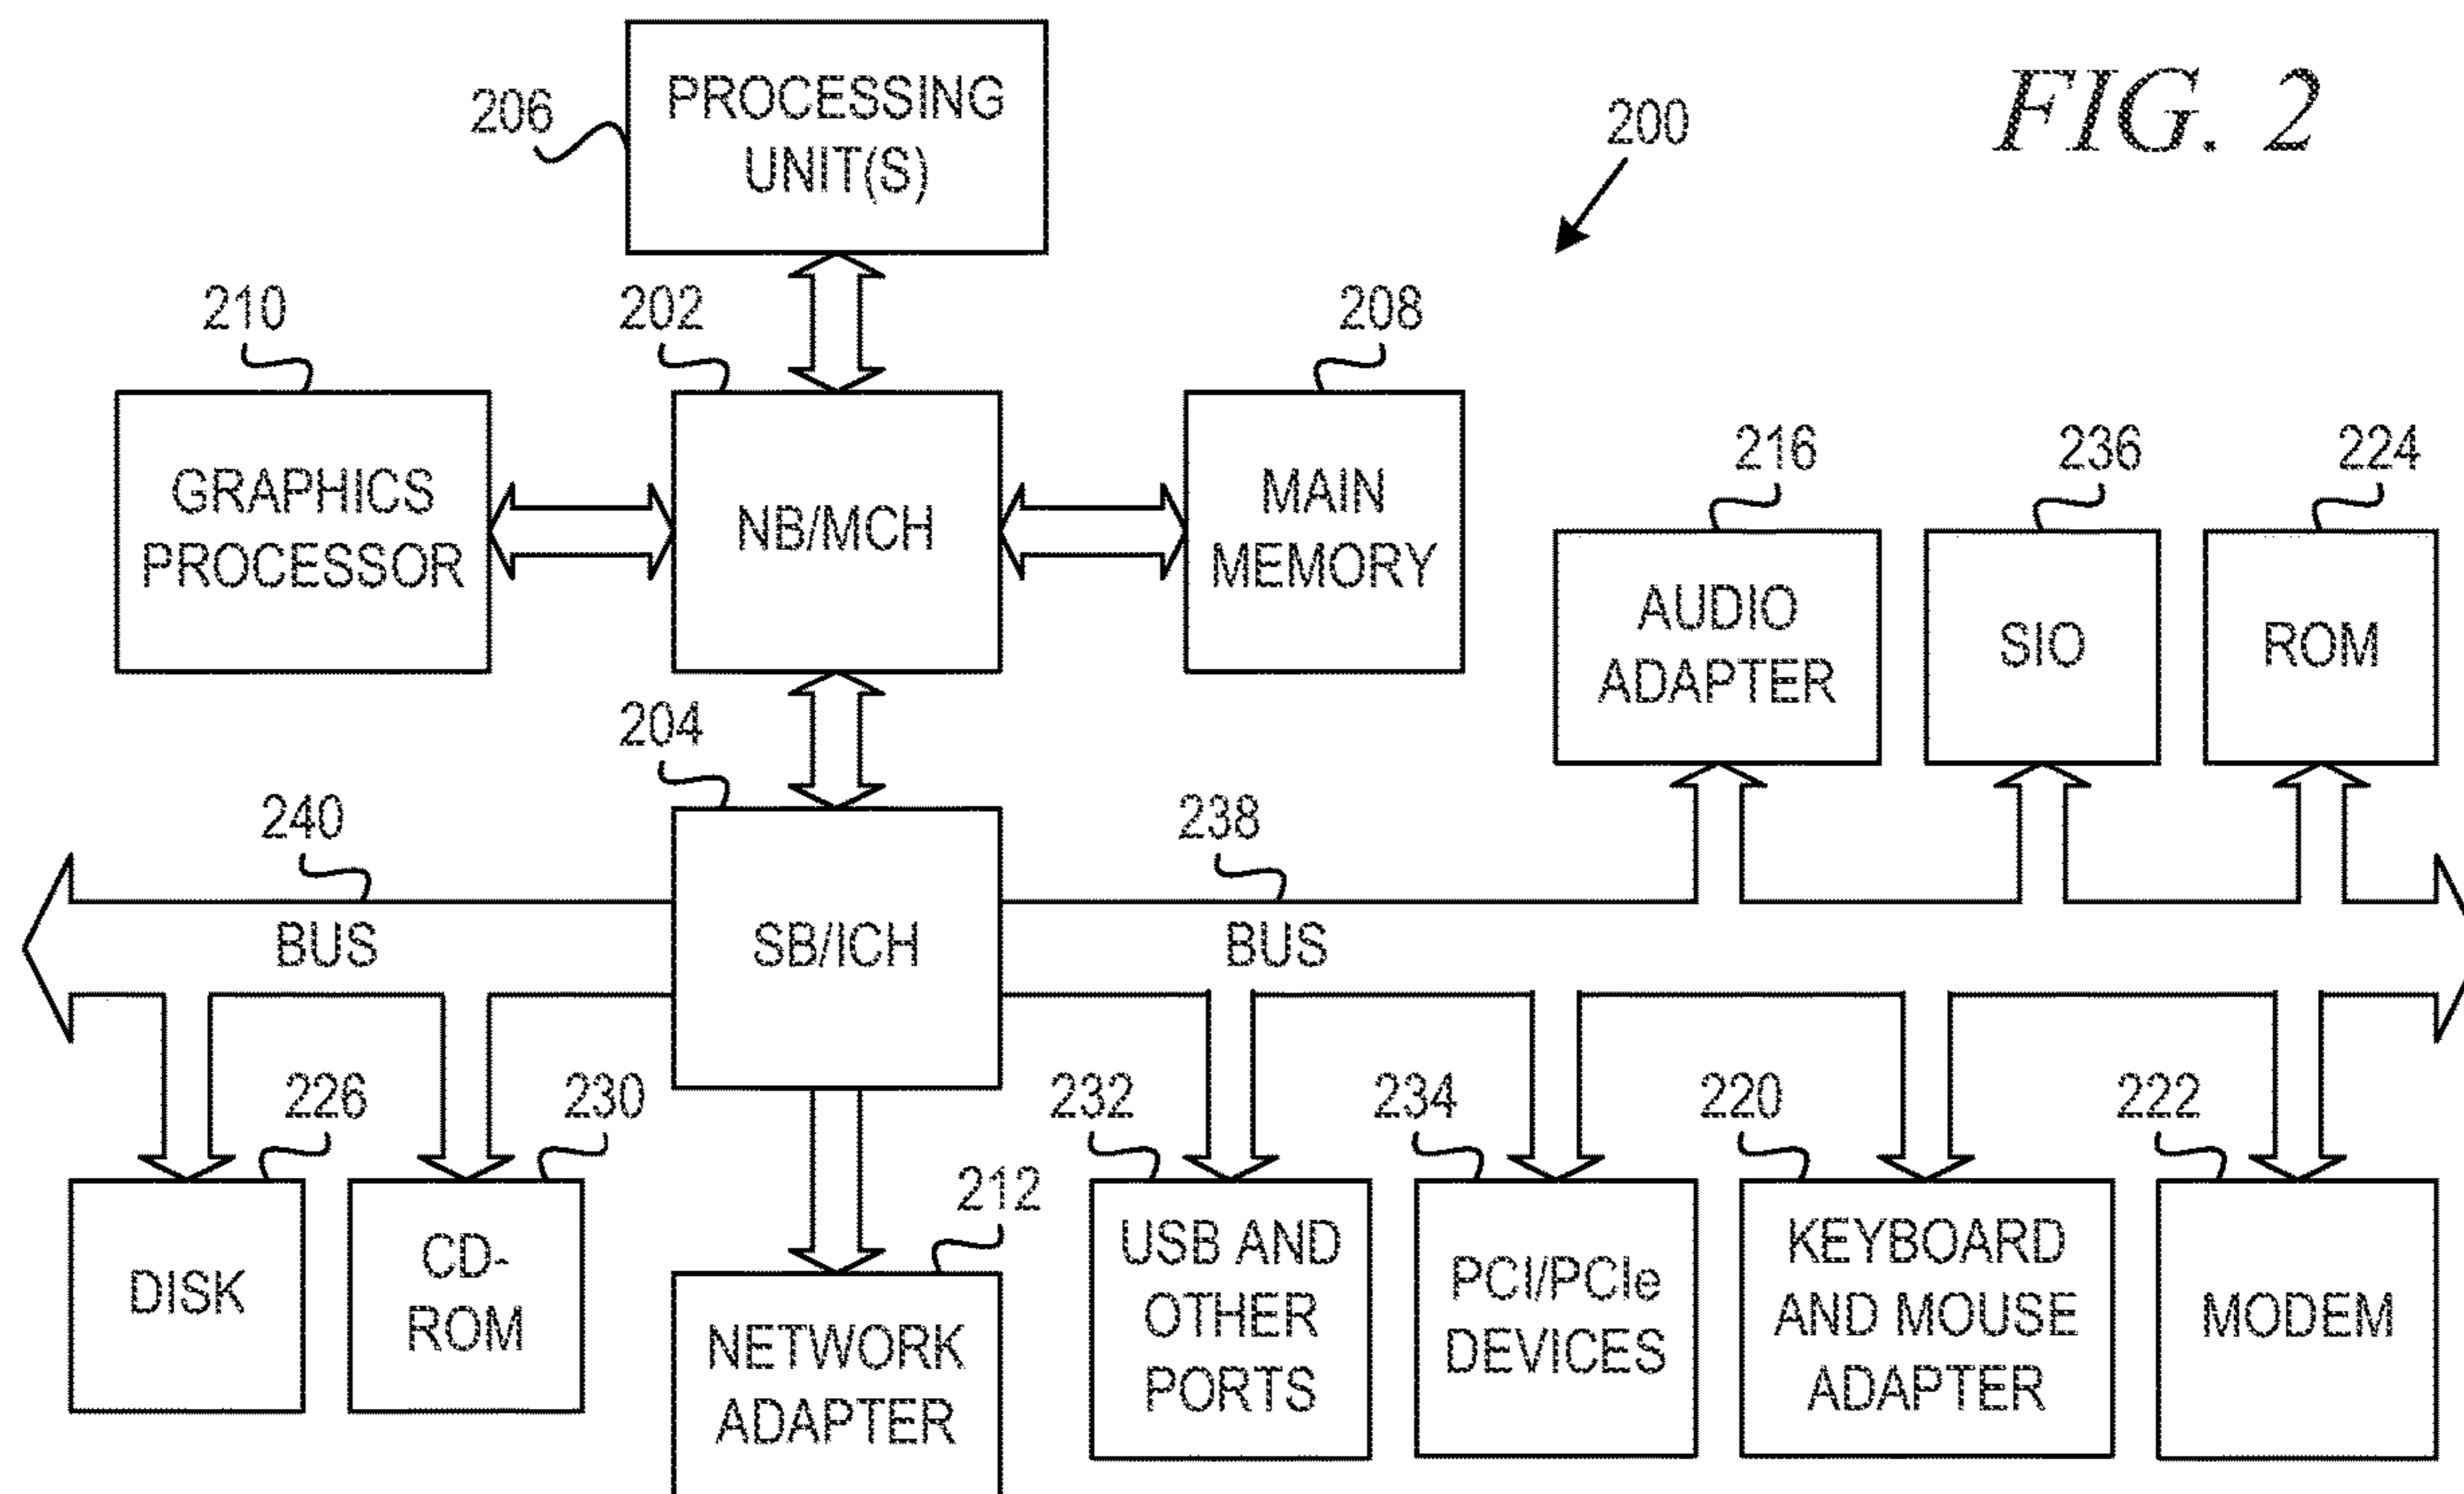 FIG. 2
200
206
PROCESSING
UNIT(S)
210
202
208
GRAPHICS
PROCESSOR
NB/MCH
MAIN
MEMORY
216
236
224
AUDIO
ADAPTER
SIO
ROM
204
240
238
BUS
SB/ICH
BUS
226
230
212
232
234
220
222
DISK
CD-
ROM
NETWORK
ADAPTER
USB AND
OTHER
PORTS
PCI/PCIe
DEVICES
KEYBOARD
AND MOUSE
ADAPTER
MODEM